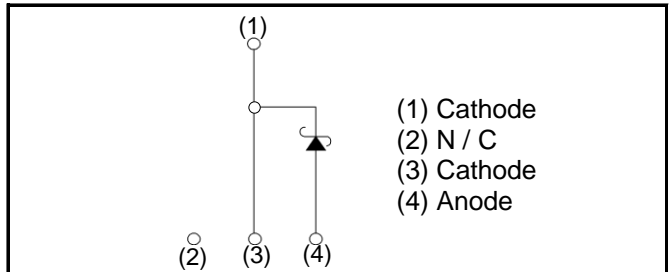 (1)
(1) Cathode
(2) N / C
(3) Cathode
(4) Anode
(2) (3) (4)